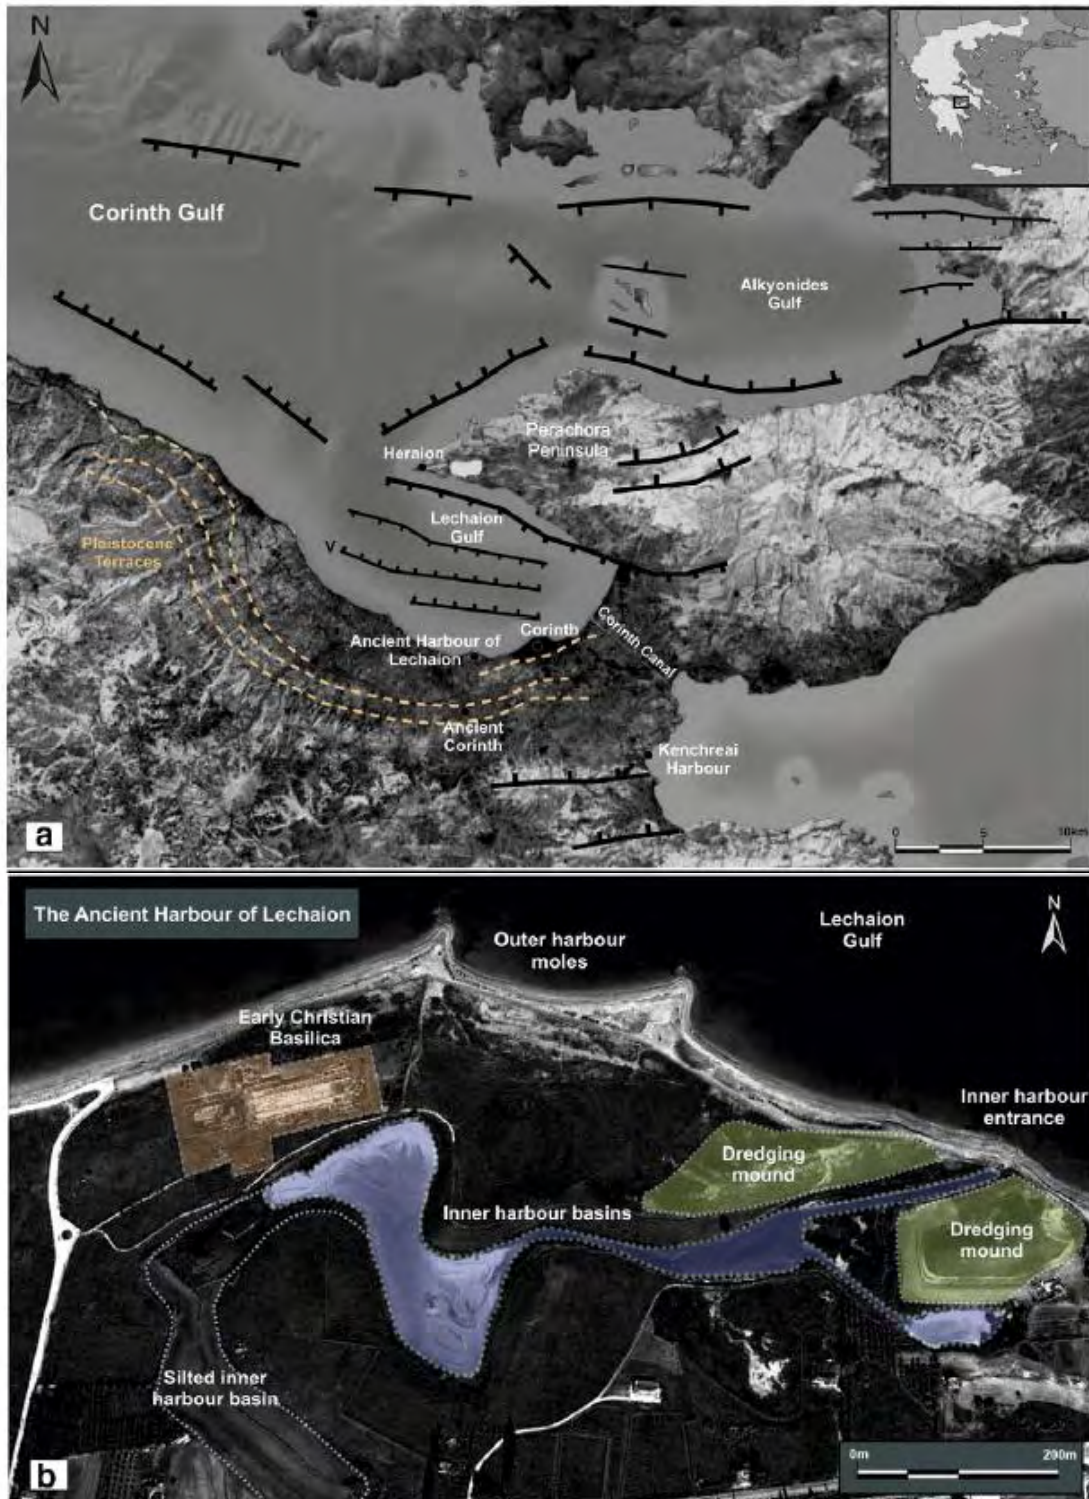 N
Corinth Gulf
Alkyonides
Gulf
Perachora
Peninsula
Heraion
Lechaion
Gulf
V
Pleistocene
Terraces
Corinth
Corinth Canal
Ancient Harbour of
Lechaion
Ancient
Corinth
Kenchreai
Harbour
0 5 10km
a
The Ancient Harbour of Lechaion
N
Outer harbour
moles
Lechaion
Gulf
Early Christian
Basilica
Inner harbour
entrance
Dredging
mound
Inner harbour basins
Dredging
mound
Silted inner
harbour basin
0m 200m
b